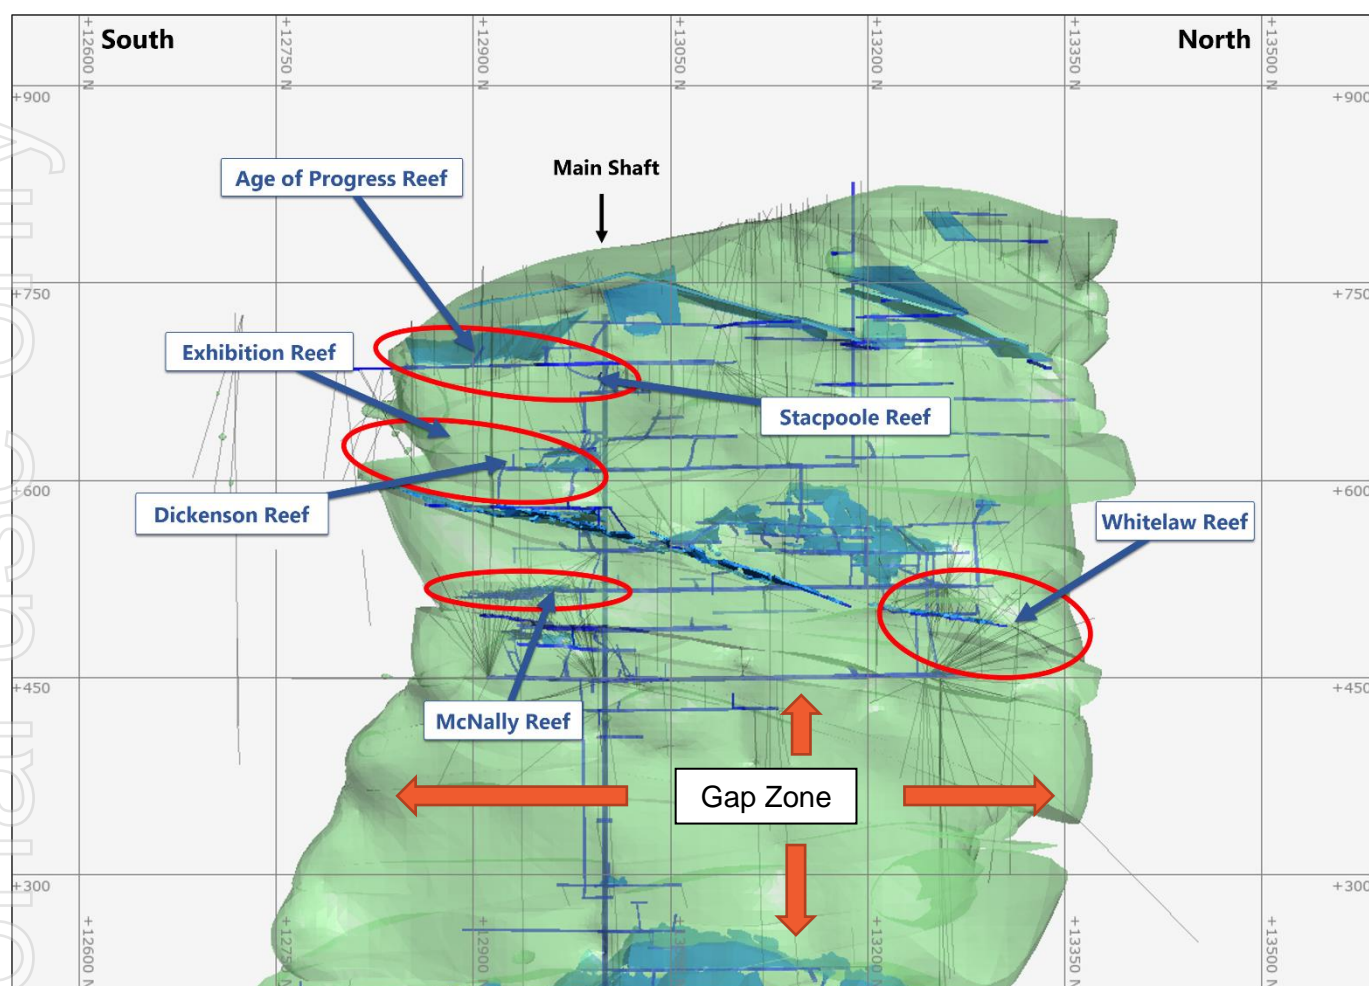 +12600 N
+12750 N
+12900 N
+13050 N
+13200 N
+13350 N
+13500 N
South
North
+900
+900
Main Shaft
Age of Progress Reef
+750
+750
Exhibition Reef
Stacpoole Reef
+600
+600
Dickenson Reef
Whitelaw Reef
+450
+450
McNally Reef
Gap Zone
+300
+300
+12600 N
+12750 N
+12900 N
+13200 N
+13350 N
+13500 N